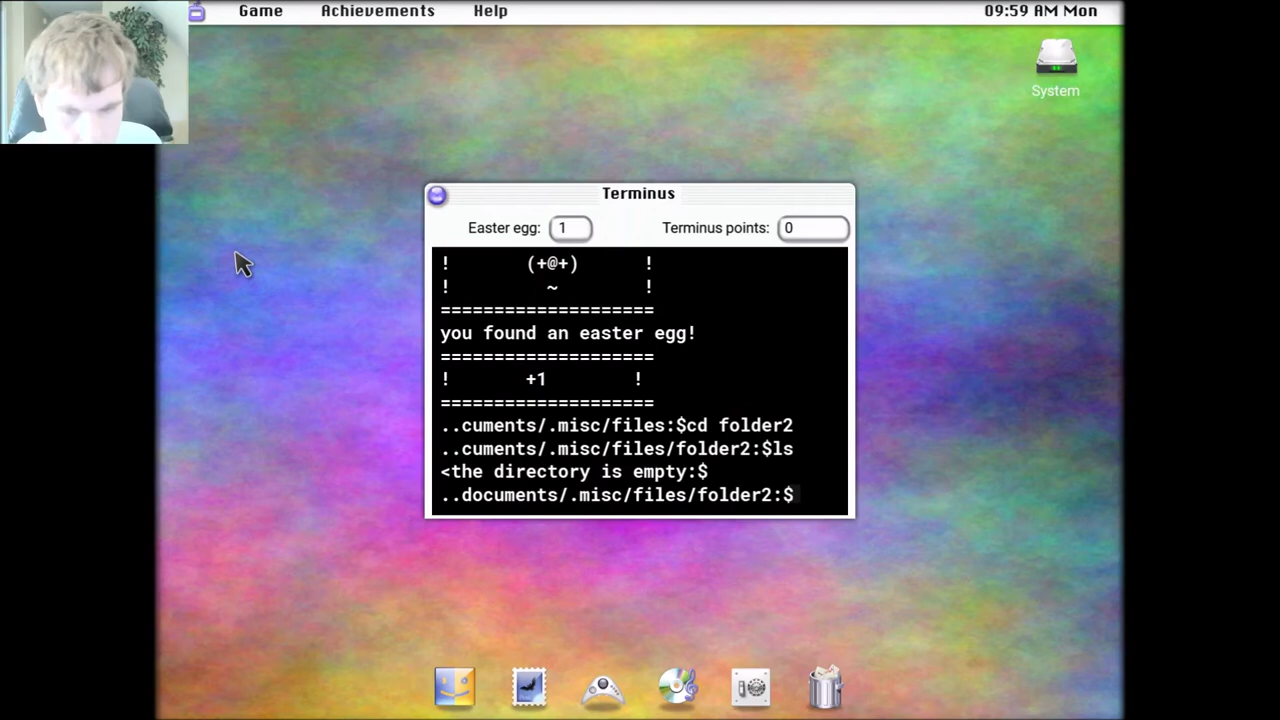 Game Achievements Help 09:59 AM Mon
System
Terminus
Easter egg: 1 Terminus points: 0
! (+@+) !
! ~ !
====================
you found an easter egg!
====================
! +1 !
====================
..cuments/.misc/files:$cd folder2
..cuments/.misc/files/folder2:$ls
<the directory is empty:$
..documents/.misc/files/folder2:$